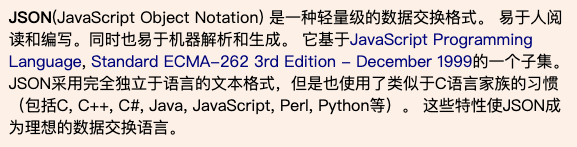 JSON(JavaScript Object Notation) 是一种轻量级的数据交换格式。 易于人阅
读和编写。同时也易于机器解析和生成。 它基于JavaScript Programming
Language, Standard ECMA-262 3rd Edition - December 1999的一个子集。
JSON采用完全独立于语言的文本格式，但是也使用了类似于C语言家族的习惯
（包括C, C++, C#, Java, JavaScript, Perl, Python等）。 这些特性使JSON成
为理想的数据交换语言。